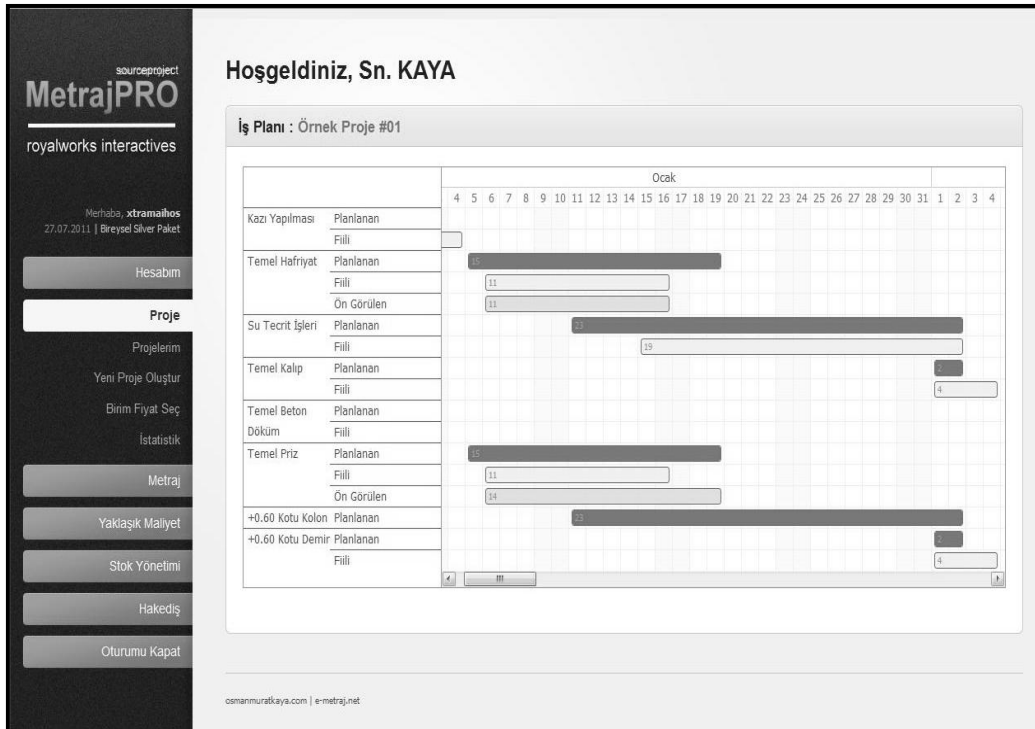 sourceproject
MetrajPRO
royalworks interactives
Merhaba, xtramaihos
27.07.2011 | Bireysel Silver Paket
Hesabım
Proje
Projelerim
Yeni Proje Oluştur
Birim Fiyat Seç
İstatistik
Metraj
Yaklaşık Maliyet
Stok Yönetimi
Hakediş
Oturumu Kapat
Hoşgeldiniz, Sn. KAYA
İş Planı : Örnek Proje #01
Ocak
4 5 6 7 8 9 10 11 12 13 14 15 16 17 18 19 20 21 22 23 24 25 26 27 28 29 30 31 1 2 3 4
Kazı Yapılması Planlanan
Fiili
Temel Hafriyat Planlanan 15
Fiili 11
Ön Görülen 11
Su Tecrit İşleri Planlanan 23
Fiili 19
Temel Kalıp Planlanan 2
Fiili 4
Temel Beton Planlanan
Döküm Fiili
Temel Priz Planlanan 15
Fiili 11
Ön Görülen 14
+0.60 Kotu Kolon Planlanan 23
+0.60 Kotu Demir Planlanan 2
Fiili 4
osmanmuratkaya.com | e-metraj.net